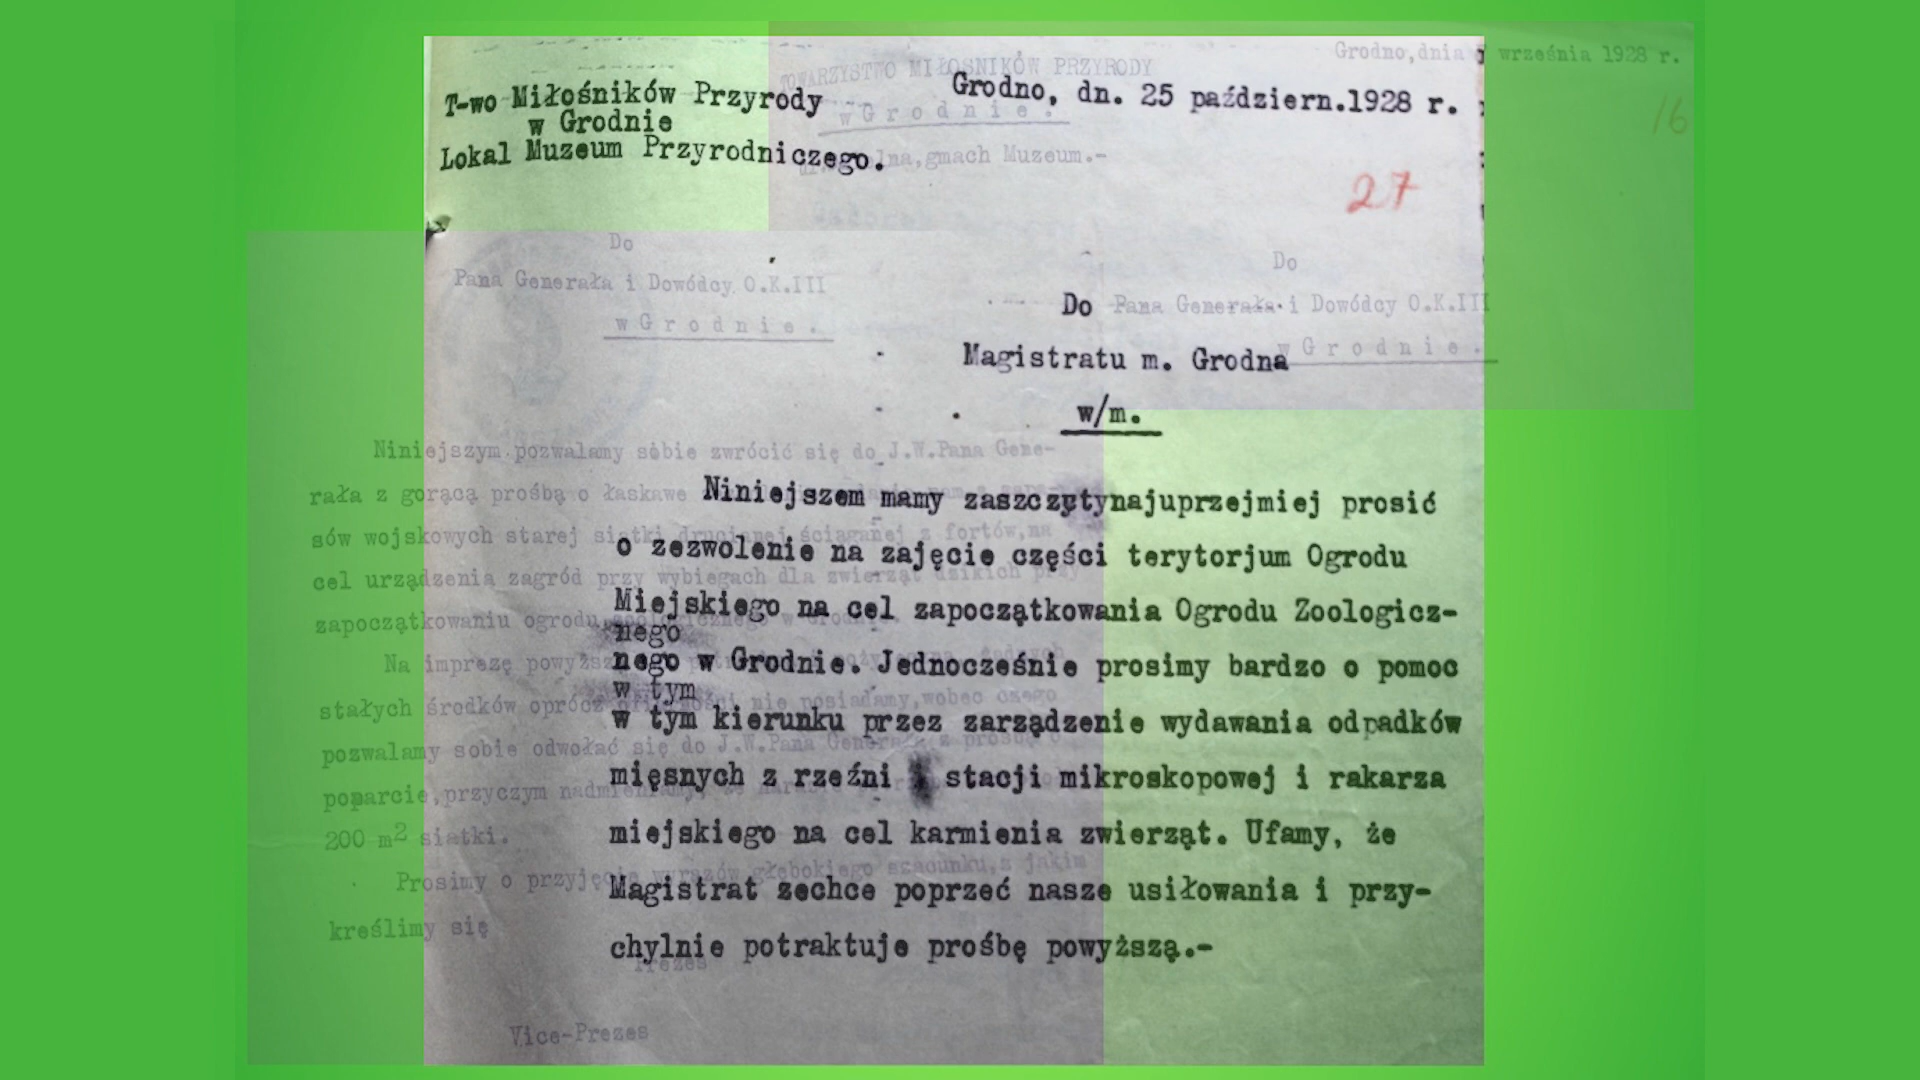 T-wo Miłośników Przyrody
w Grodnie
Lokal Muzeum Przyrodniczego.
Grodno, dn. 25 październ.1928 r.
27
Do
Magistratu m. Grodna
w/m.
Niniejszem mamy zaszczytynajuprzejmiej prosić
o zezwolenie na zajęcie części terytorjum Ogrodu
Miejskiego na cel zapoczątkowania Ogrodu Zoologicz-
nego
nego w Grodnie. Jednocześnie prosimy bardzo o pomoc
w tym
w tym kierunku przez zarządzenie wydawania odpadków
mięsnych z rzeźni stacji mikroskopowej i rakarza
miejskiego na cel karmienia zwierząt. Ufamy, że
Magistrat zechce poprzeć nasze usiłowania i przy-
chylnie potraktuje prośbę powyższą.-
Grodno,dnia września 1928 r.
16
TOWARZYSTWO MIŁOŚNIKÓW PRZYRODY
w G r o d n i e .
gmach Muzeum.-
Do
Pana Generała i Dowódcy O.K.III
w G r o d n i e .
Do
Pana Generała i Dowódcy O.K.III
w G r o d n i e .
Niniejszym pozwalamy sobie zwrócić się do J.W.Pana Gene-
rała z gorącą prośbą o łaskawe
sów wojskowych starej siatki drucianej ściąganej z fortów,na
cel urządzenia zagród przy wybiegach dla zwierząt dzikich przy
zapoczątkowaniu ogrodu zoologicznego w Grodnie.
Na imprezę
stałych środków oprócz nie posiadamy,wobec czego
pozwalamy sobie odwołać się do J.W.Pana Generała z prośbą o
poparcie,przyczym nadmieniamy,
200 m2 siatki.
Prosimy o przyjęcie wyrazów głębokiego szacunku,z jakim
kreślimy się
Prezes
Vice-Prezes